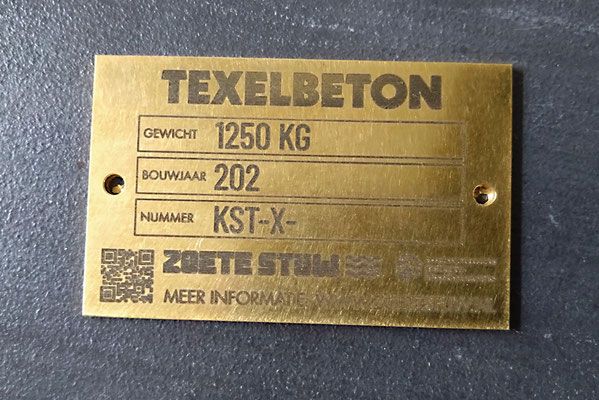 TEXELBETON
GEWICHT 1250 KG
BOUWJAAR 202
NUMMER KST-X-
ZOETE STUW
MEER INFORMATIE: